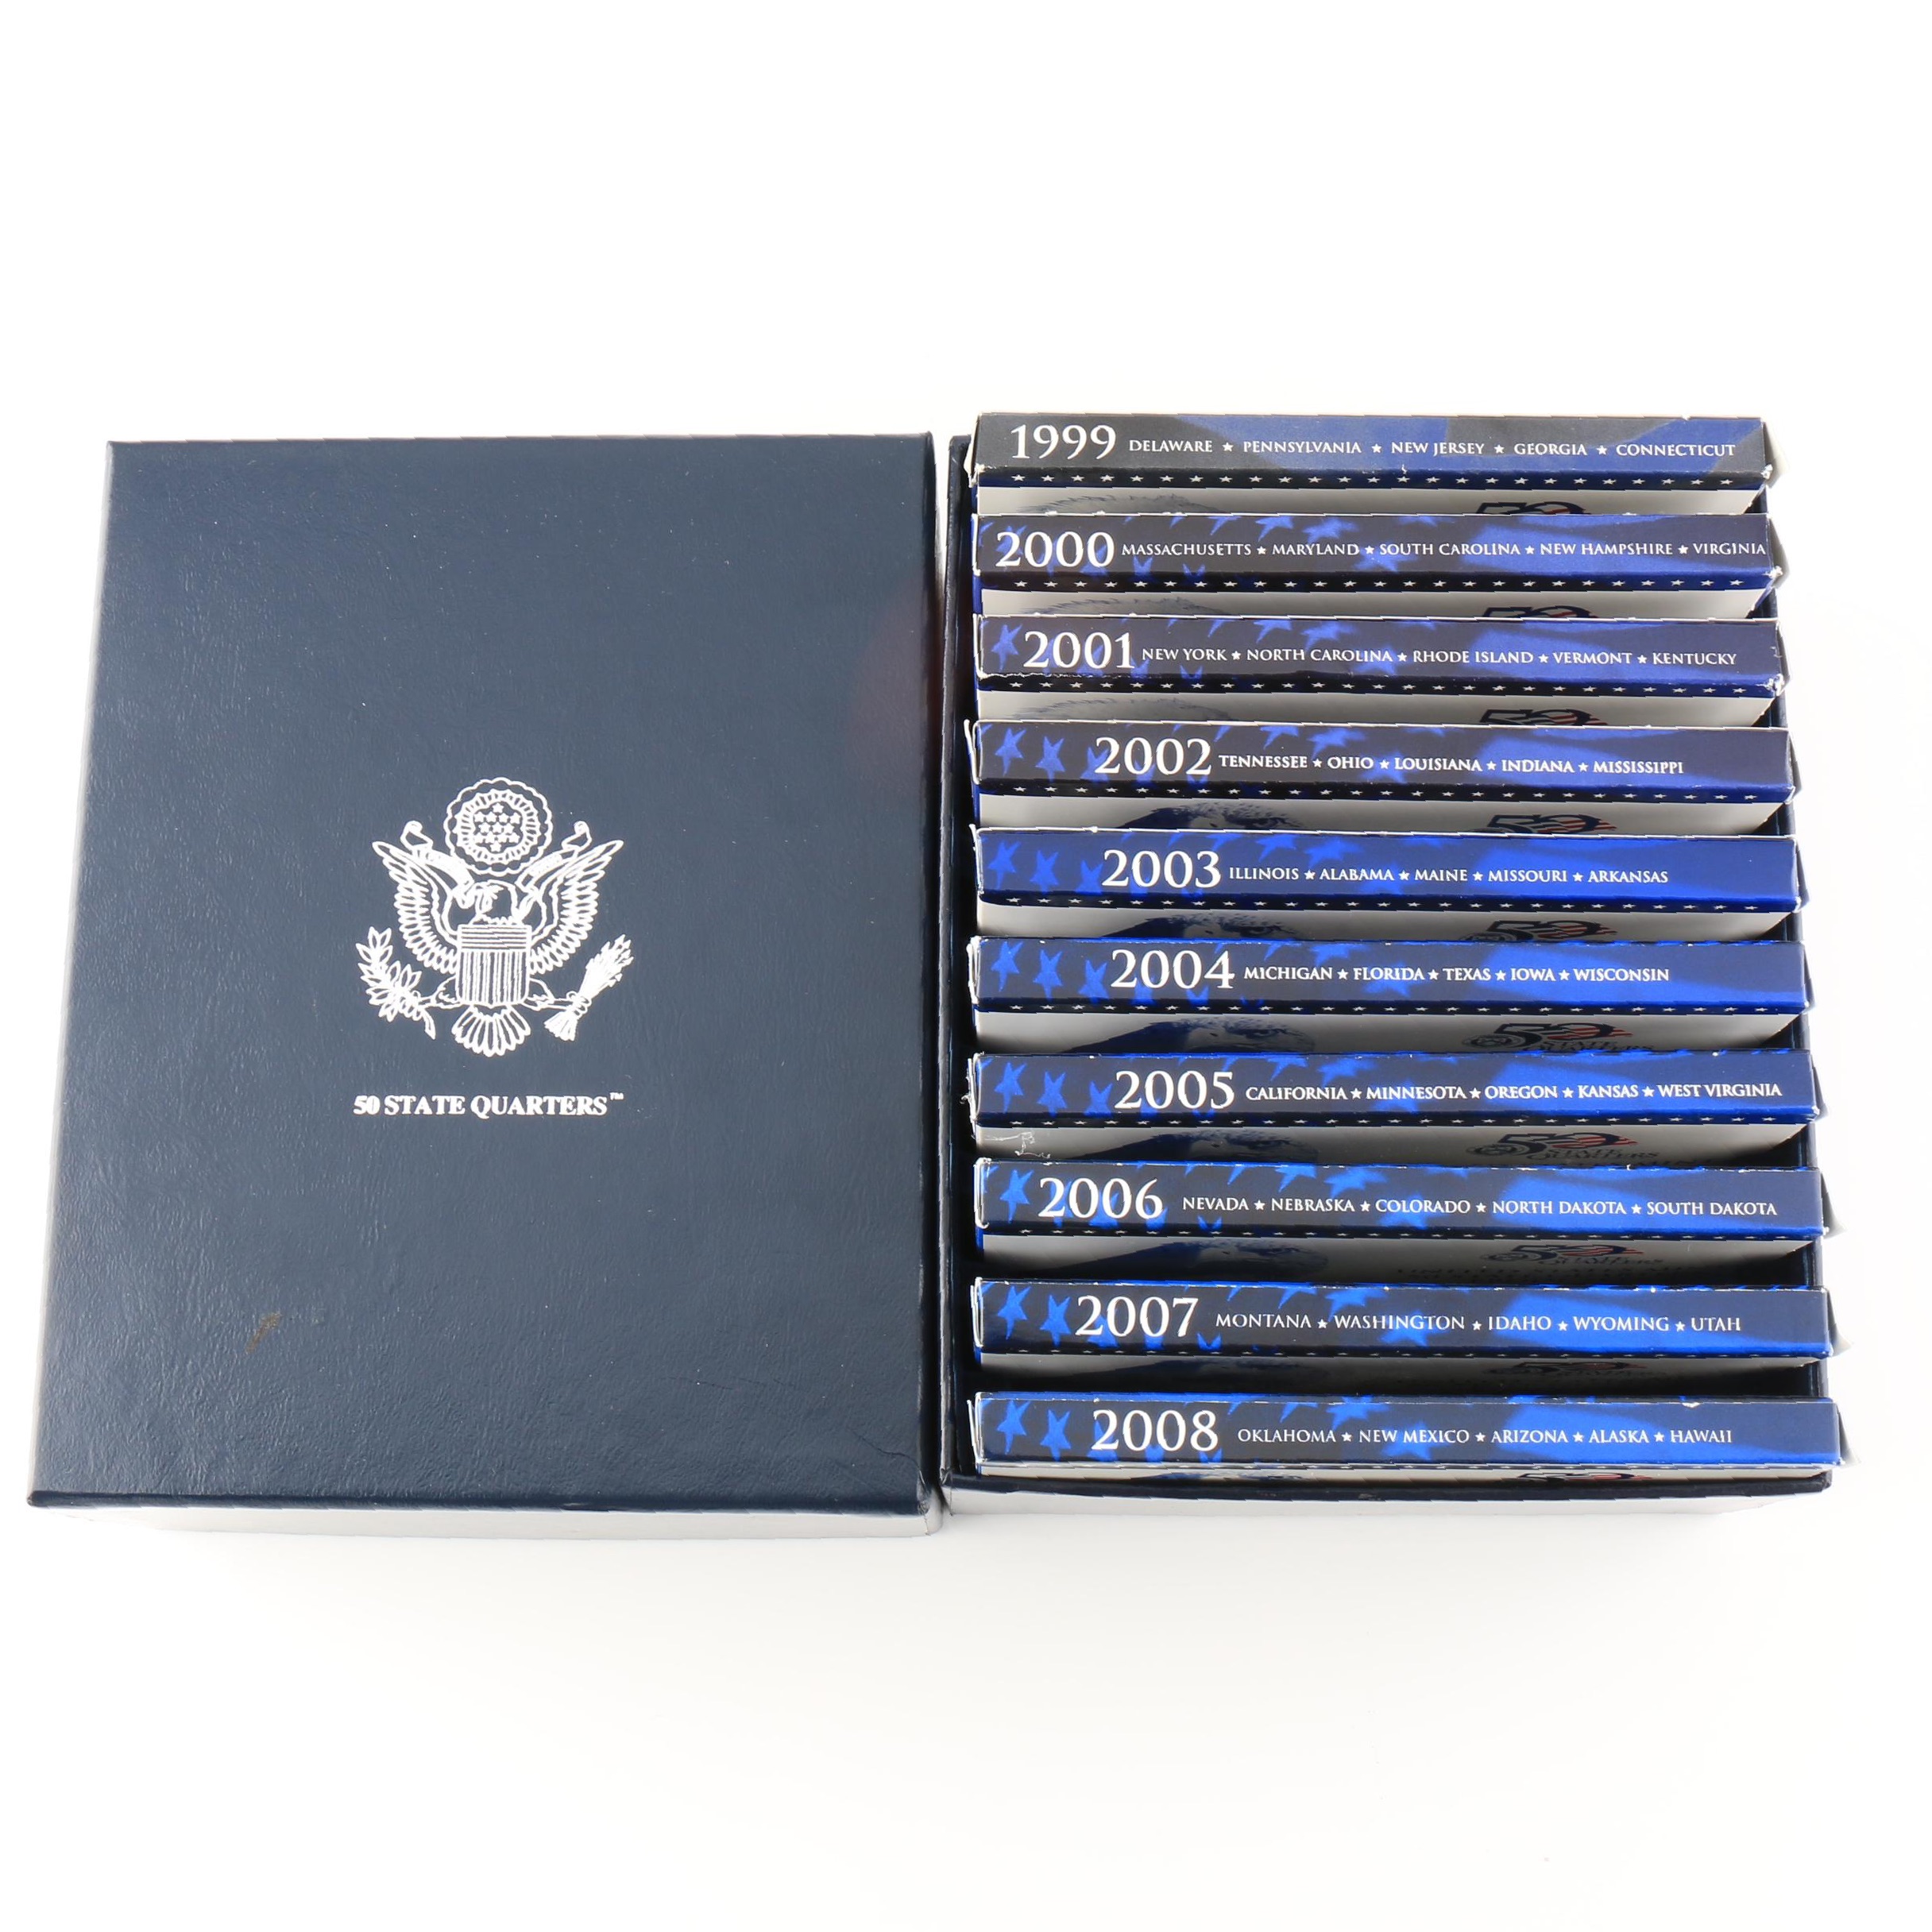 50 STATE QUARTERS™
1999 DELAWARE ★ PENNSYLVANIA ★ NEW JERSEY ★ GEORGIA ★ CONNECTICUT
2000 MASSACHUSETTS ★ MARYLAND ★ SOUTH CAROLINA ★ NEW HAMPSHIRE ★ VIRGINIA
2001 NEW YORK ★ NORTH CAROLINA ★ RHODE ISLAND ★ VERMONT ★ KENTUCKY
2002 TENNESSEE ★ OHIO ★ LOUISIANA ★ INDIANA ★ MISSISSIPPI
2003 ILLINOIS ★ ALABAMA ★ MAINE ★ MISSOURI ★ ARKANSAS
2004 MICHIGAN ★ FLORIDA ★ TEXAS ★ IOWA ★ WISCONSIN
2005 CALIFORNIA ★ MINNESOTA ★ OREGON ★ KANSAS ★ WEST VIRGINIA
2006 NEVADA ★ NEBRASKA ★ COLORADO ★ NORTH DAKOTA ★ SOUTH DAKOTA
2007 MONTANA ★ WASHINGTON ★ IDAHO ★ WYOMING ★ UTAH
2008 OKLAHOMA ★ NEW MEXICO ★ ARIZONA ★ ALASKA ★ HAWAII